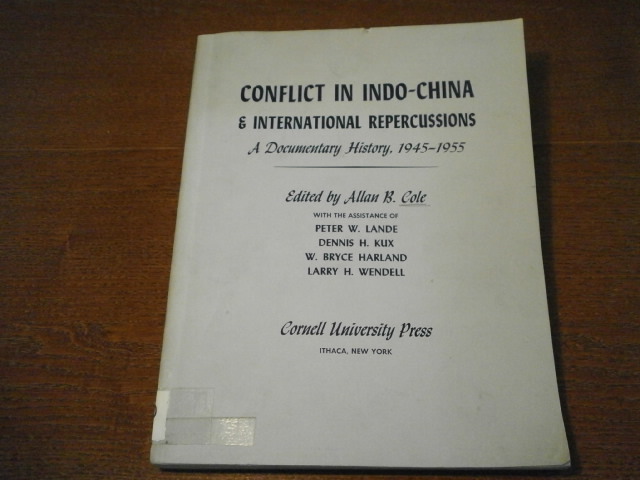 CONFLICT IN INDO-CHINA
& INTERNATIONAL REPERCUSSIONS
A Documentary History, 1945-1955
Edited by Allan B. Cole
WITH THE ASSISTANCE OF
PETER W. LANDE
DENNIS H. KUX
W. BRYCE HARLAND
LARRY H. WENDELL
Cornell University Press
ITHACA, NEW YORK